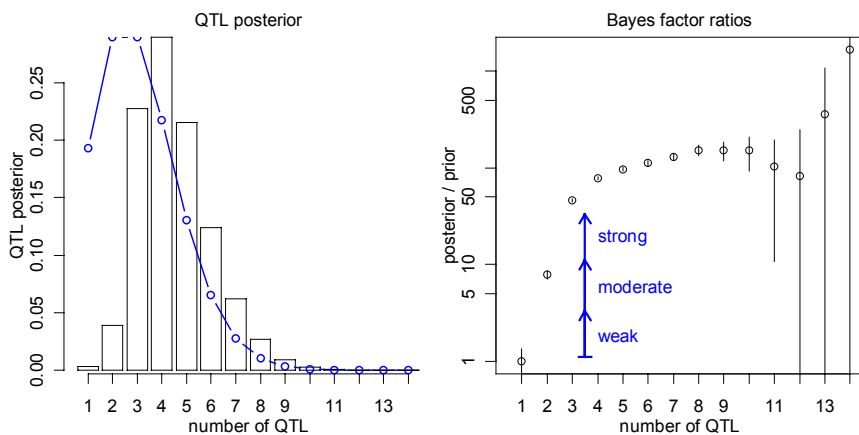 QTL posterior
QTL posterior
0.00 0.05 0.10 0.15 0.20 0.25
1 2 3 4 5 6 7 8 9 11 13
number of QTL
Bayes factor ratios
posterior / prior
1 5 10 50 500
strong
moderate
weak
1 2 3 4 5 6 7 8 9 11 13
number of QTL